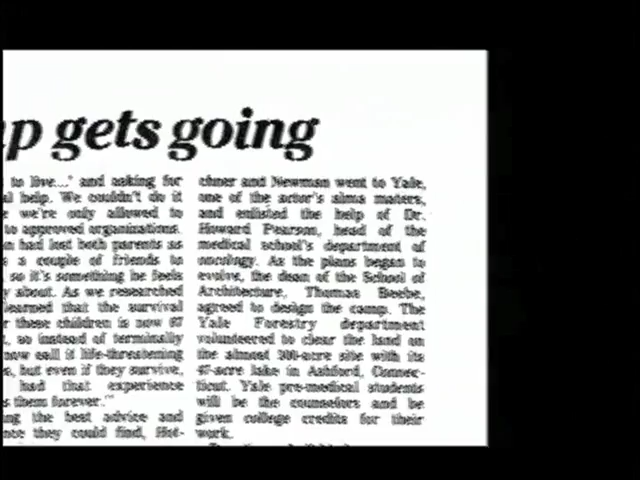 p gets going
to live..." and asking for
al help. We couldn't do it
e we're only allowed to
to approved organizations.
n had lost both parents as
a couple of friends to
, so it's something he feels
y about. As we researched
learned that the survival
r these children is now 67
t, so instead of terminally
now call it life-threatening
s, but even if they survive,
had that experience
s them forever.'"
ng the best advice and
nce they could find, Hot-
chner and Newman went to Yale,
one of the actor's alma maters,
and enlisted the help of Dr.
Howard Pearson, head of the
medical school's department of
oncology. As the plans began to
evolve, the dean of the School of
Architecture, Thomas Beebe,
agreed to design the camp. The
Yale Forestry department
volunteered to clear the land on
the almost 300-acre site with its
47-acre lake in Ashford, Connec-
ticut. Yale pre-medical students
will be the counselors and be
given college credits for their
work.